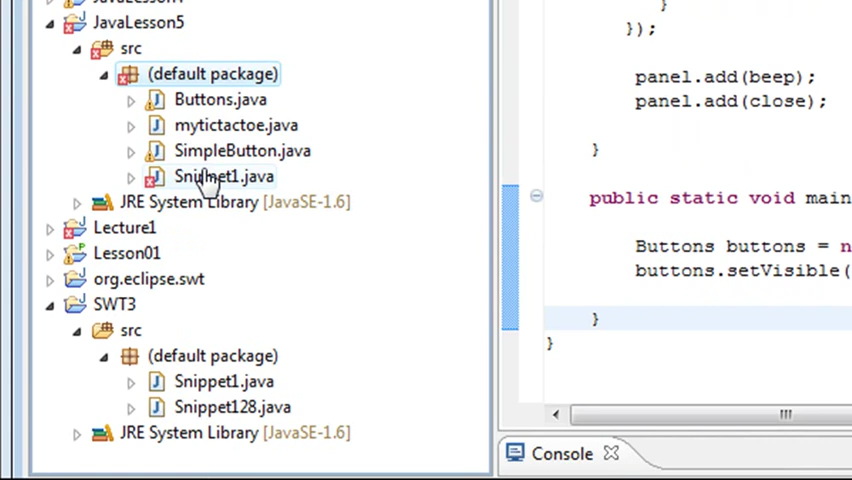 JavaLesson5
src
(default package)
Buttons.java
mytictactoe.java
SimpleButton.java
Snippet1.java
JRE System Library [JavaSE-1.6]
Lecture1
Lesson01
org.eclipse.swt
SWT3
src
(default package)
Snippet1.java
Snippet128.java
JRE System Library [JavaSE-1.6]
}
});
panel.add(beep);
panel.add(close);
}
public static void main
Buttons buttons = n
buttons.setVisible(
}
}
Console